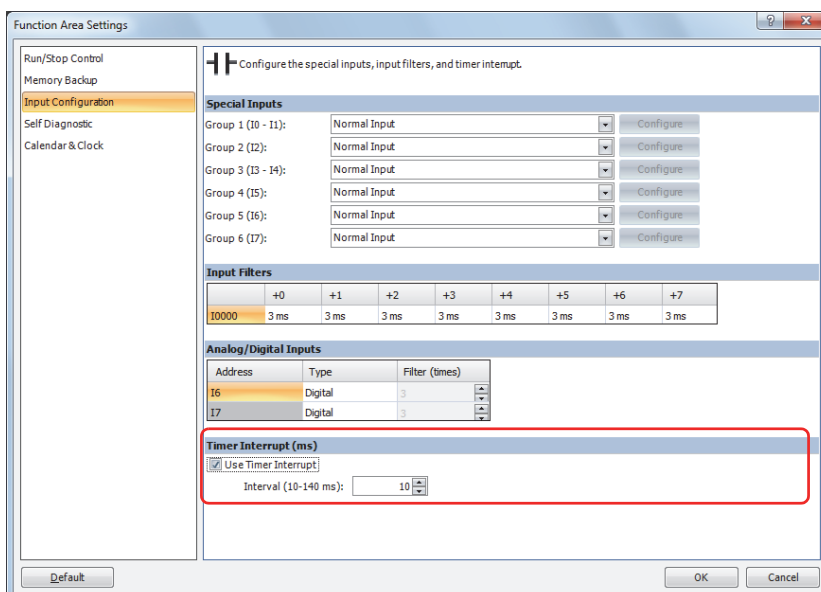 Function Area Settings
Run/Stop Control
Memory Backup
Input Configuration
Self Diagnostic
Calendar & Clock
Configure the special inputs, input filters, and timer interrupt.
Special Inputs
Group 1 (I0 - I1): Normal Input Configure
Group 2 (I2): Normal Input Configure
Group 3 (I3 - I4): Normal Input Configure
Group 4 (I5): Normal Input Configure
Group 5 (I6): Normal Input Configure
Group 6 (I7): Normal Input Configure
Input Filters
+0 +1 +2 +3 +4 +5 +6 +7
I0000 3 ms 3 ms 3 ms 3 ms 3 ms 3 ms 3 ms 3 ms
Analog/Digital Inputs
Address Type Filter (times)
I6 Digital 3
I7 Digital 3
Timer Interrupt (ms)
Use Timer Interrupt
Interval (10-140 ms): 10
Default OK Cancel